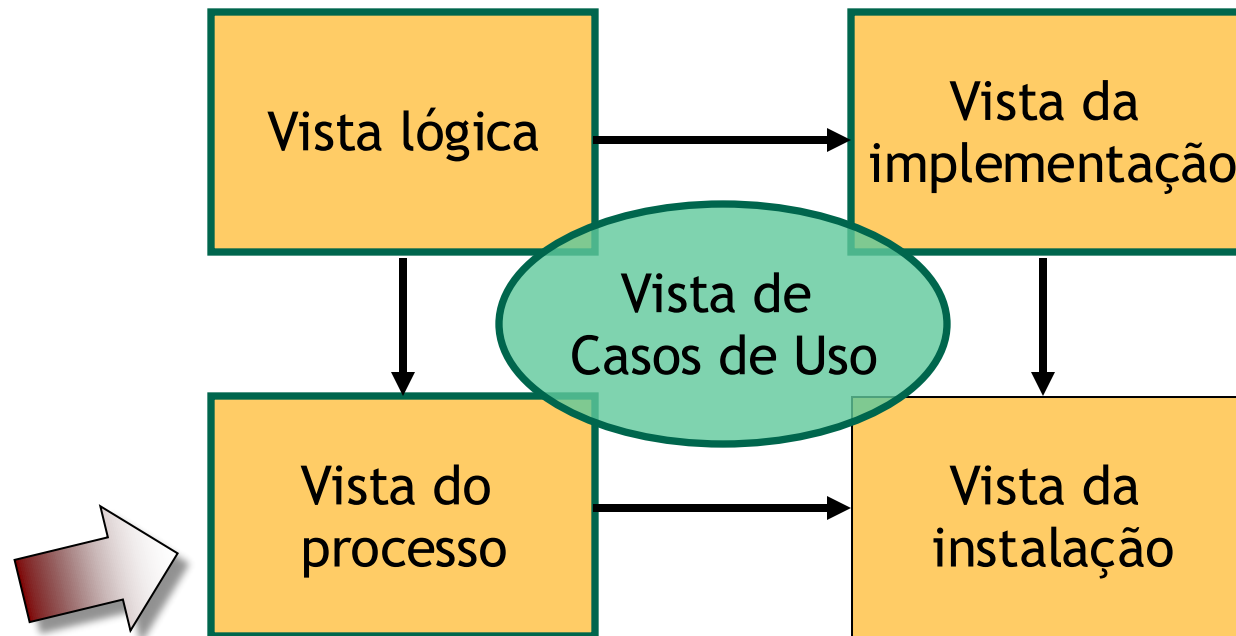 Vista lógica
Vista da
implementação
Vista de
Casos de Uso
Vista do
processo
Vista da
instalação